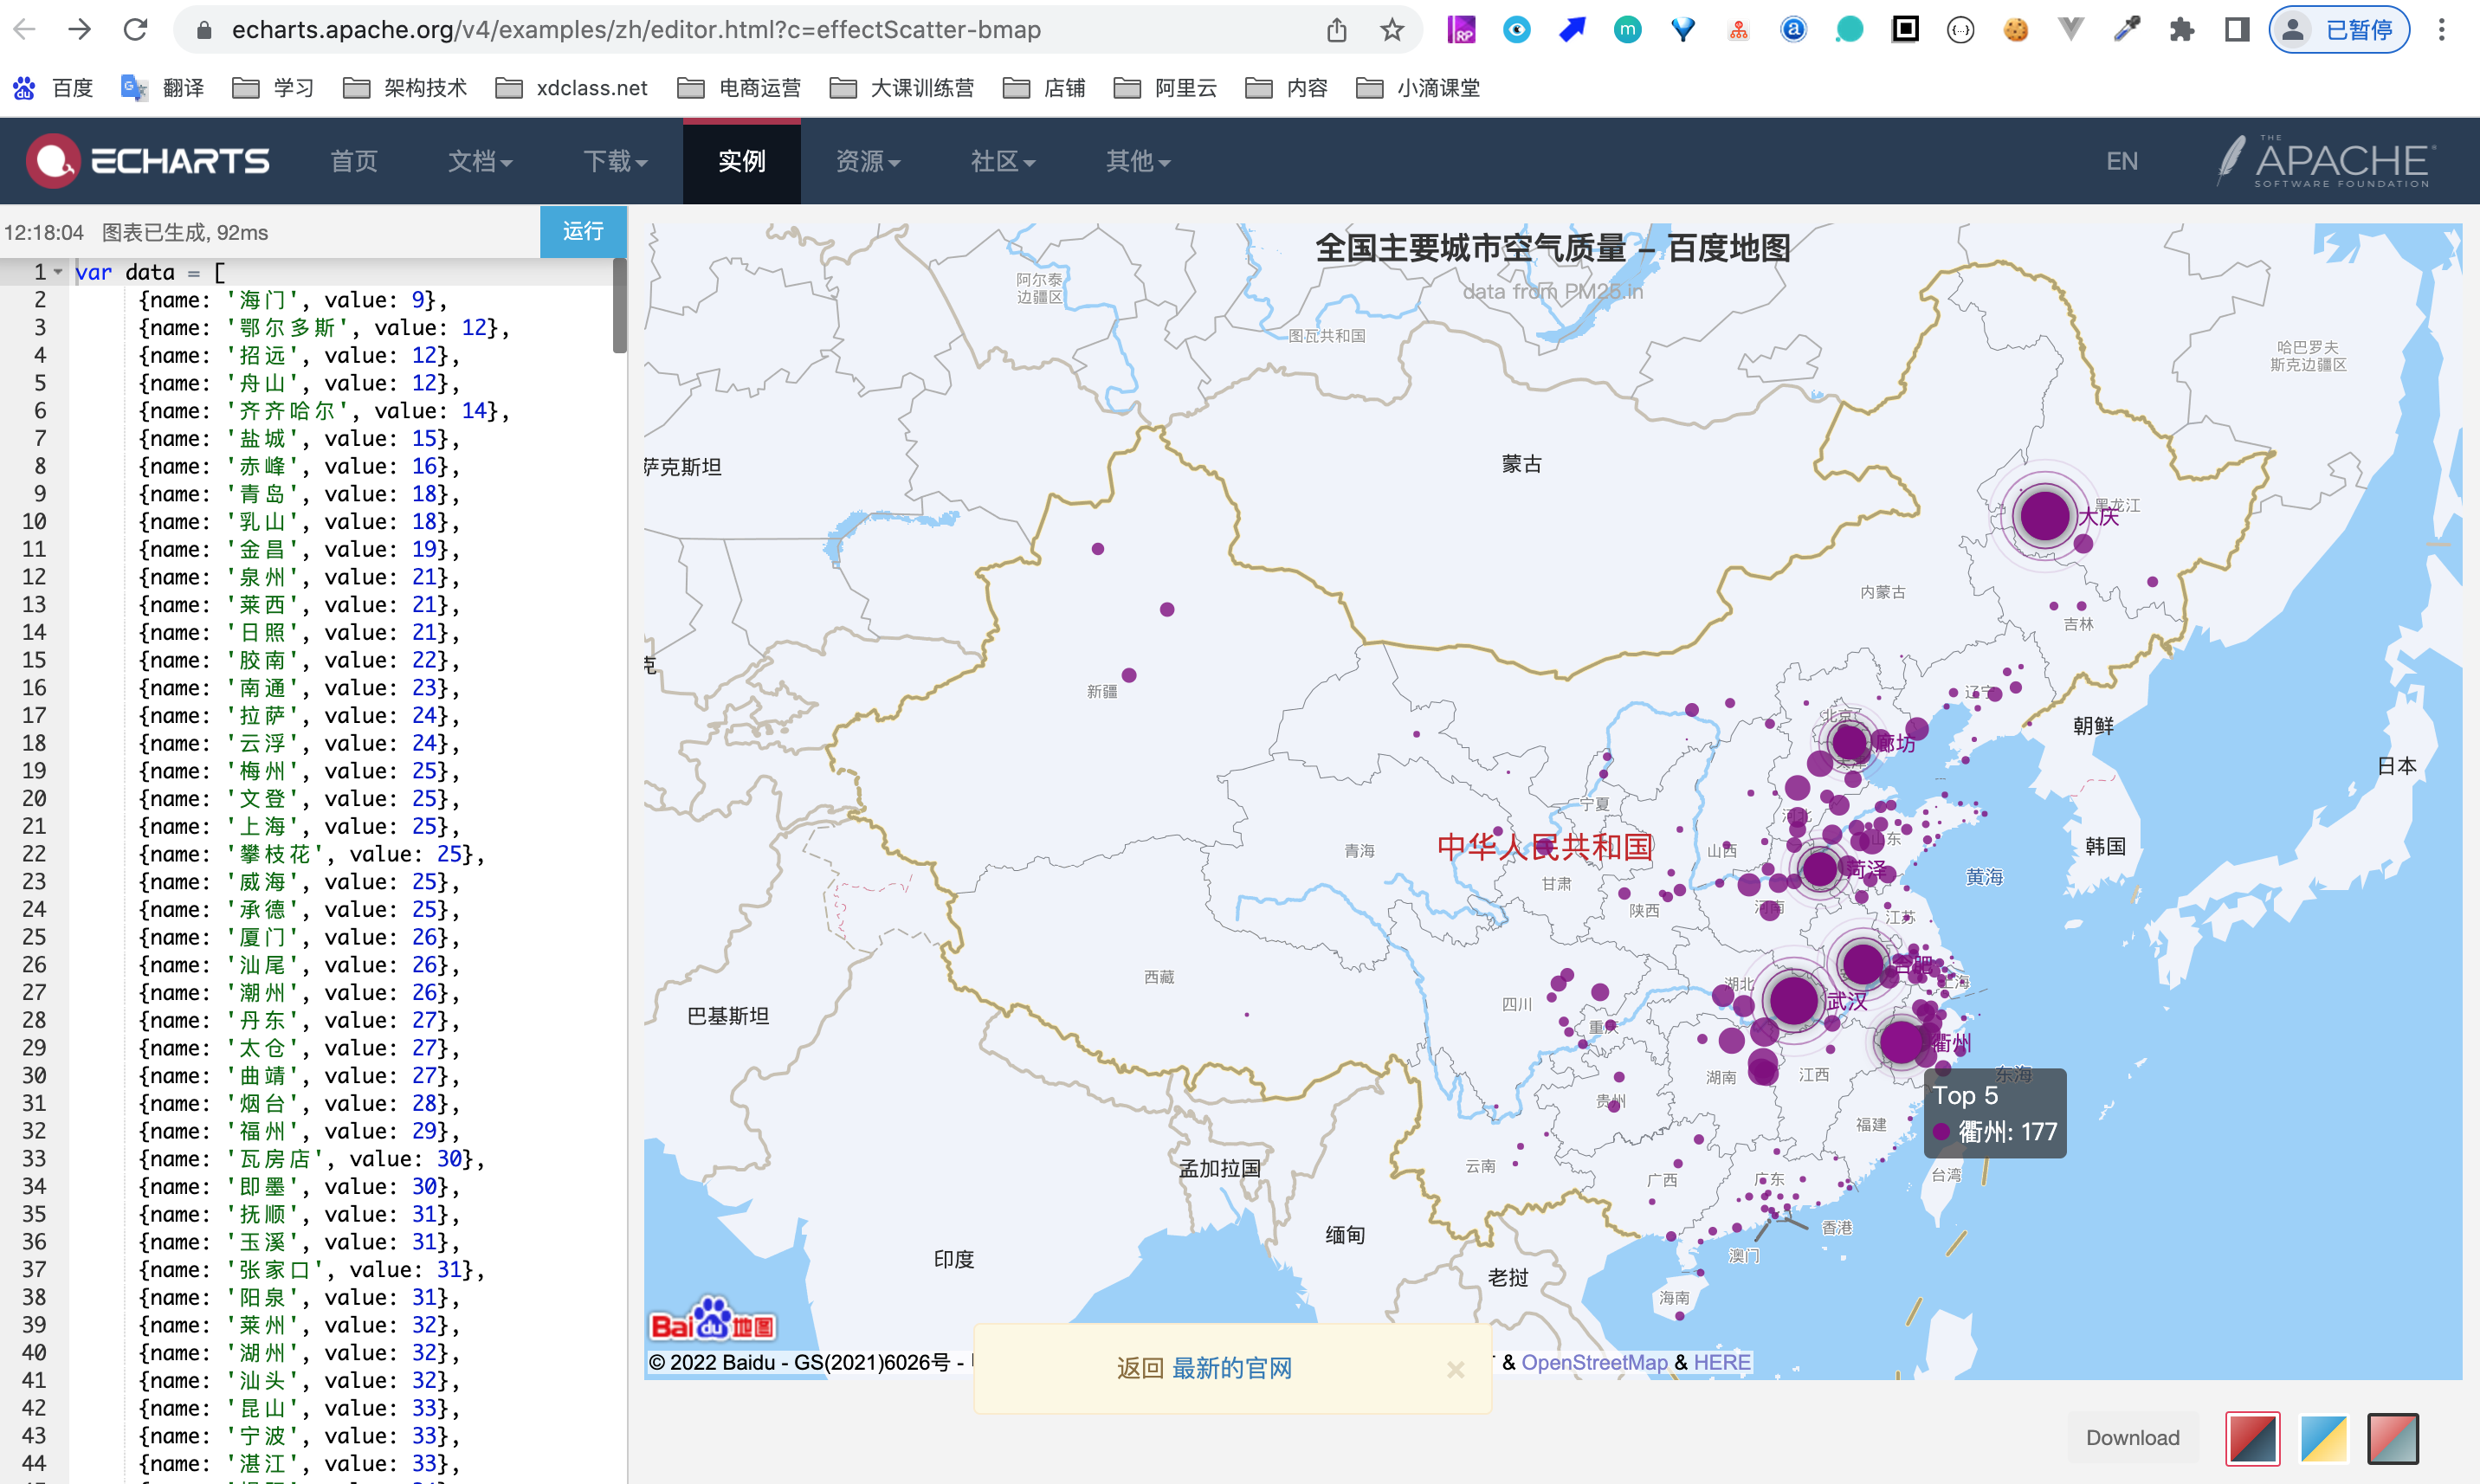 echarts.apache.org/v4/examples/zh/editor.html?c=effectScatter-bmap
已暂停
百度 翻译 学习 架构技术 xdclass.net 电商运营 大课训练营 店铺 阿里云 内容 小滴课堂
ECHARTS 首页 文档 下载 实例 资源 社区 其他 EN THE APACHE SOFTWARE FOUNDATION
12:18:04 图表已生成, 92ms 运行
1 var data = [
2 {name: '海门', value: 9},
3 {name: '鄂尔多斯', value: 12},
4 {name: '招远', value: 12},
5 {name: '舟山', value: 12},
6 {name: '齐齐哈尔', value: 14},
7 {name: '盐城', value: 15},
8 {name: '赤峰', value: 16},
9 {name: '青岛', value: 18},
10 {name: '乳山', value: 18},
11 {name: '金昌', value: 19},
12 {name: '泉州', value: 21},
13 {name: '莱西', value: 21},
14 {name: '日照', value: 21},
15 {name: '胶南', value: 22},
16 {name: '南通', value: 23},
17 {name: '拉萨', value: 24},
18 {name: '云浮', value: 24},
19 {name: '梅州', value: 25},
20 {name: '文登', value: 25},
21 {name: '上海', value: 25},
22 {name: '攀枝花', value: 25},
23 {name: '威海', value: 25},
24 {name: '承德', value: 25},
25 {name: '厦门', value: 26},
26 {name: '汕尾', value: 26},
27 {name: '潮州', value: 26},
28 {name: '丹东', value: 27},
29 {name: '太仓', value: 27},
30 {name: '曲靖', value: 27},
31 {name: '烟台', value: 28},
32 {name: '福州', value: 29},
33 {name: '瓦房店', value: 30},
34 {name: '即墨', value: 30},
35 {name: '抚顺', value: 31},
36 {name: '玉溪', value: 31},
37 {name: '张家口', value: 31},
38 {name: '阳泉', value: 31},
39 {name: '莱州', value: 32},
40 {name: '湖州', value: 32},
41 {name: '汕头', value: 32},
42 {name: '昆山', value: 33},
43 {name: '宁波', value: 33},
44 {name: '湛江', value: 33},
全国主要城市空气质量 – 百度地图
data from PM25.in
阿尔泰
边疆区
图瓦共和国
哈巴罗夫
斯克边疆区
萨克斯坦
蒙古
黑龙江
大庆
内蒙古
吉林
克
新疆
辽宁
北京
朝鲜
廊坊
日本
宁夏
河北
中华人民共和国
青海
山西
山东
韩国
甘肃
菏泽
黄海
陕西
河南
江苏
西藏
合肥
四川
湖北
上海
武汉
巴基斯坦
重庆
衢州
湖南
江西
东海
Top 5
衢州: 177
贵州
福建
孟加拉国
云南
广西
广东
台湾
缅甸
香港
印度
澳门
老挝
海南
Bai du 地图
© 2022 Baidu - GS(2021)6026号 -
& OpenStreetMap & HERE
返回 最新的官网 ×
Download